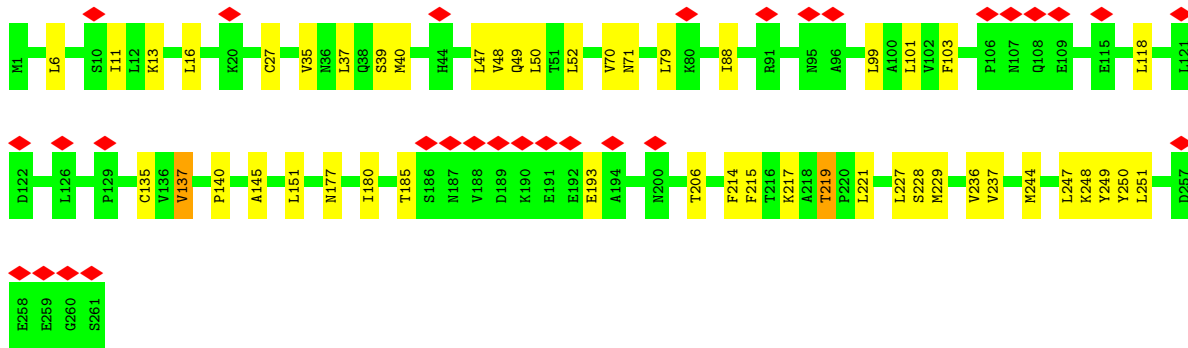 M1 L6 S10 I11 L12 K13 L16 K20 C27 V35 N36 L37 Q38 S39 M40 H44 L47 V48 Q49 L50 T51 L52 V70 N71 L79 K80 I88 R91 N95 A96 L99 A100 L101 V102 F103 P106 N107 Q108 E109 E115 L118 L121
D122 L126 P129 C135 V136 V137 P140 A145 L151 N177 I180 T185 S186 N187 V188 D189 K190 E191 E192 E193 A194 N200 T206 F214 F215 T216 K217 A218 T219 P220 L221 L227 S228 M229 V236 V237 M244 L247 K248 Y249 Y250 L251 D257
E258 E259 G260 S261